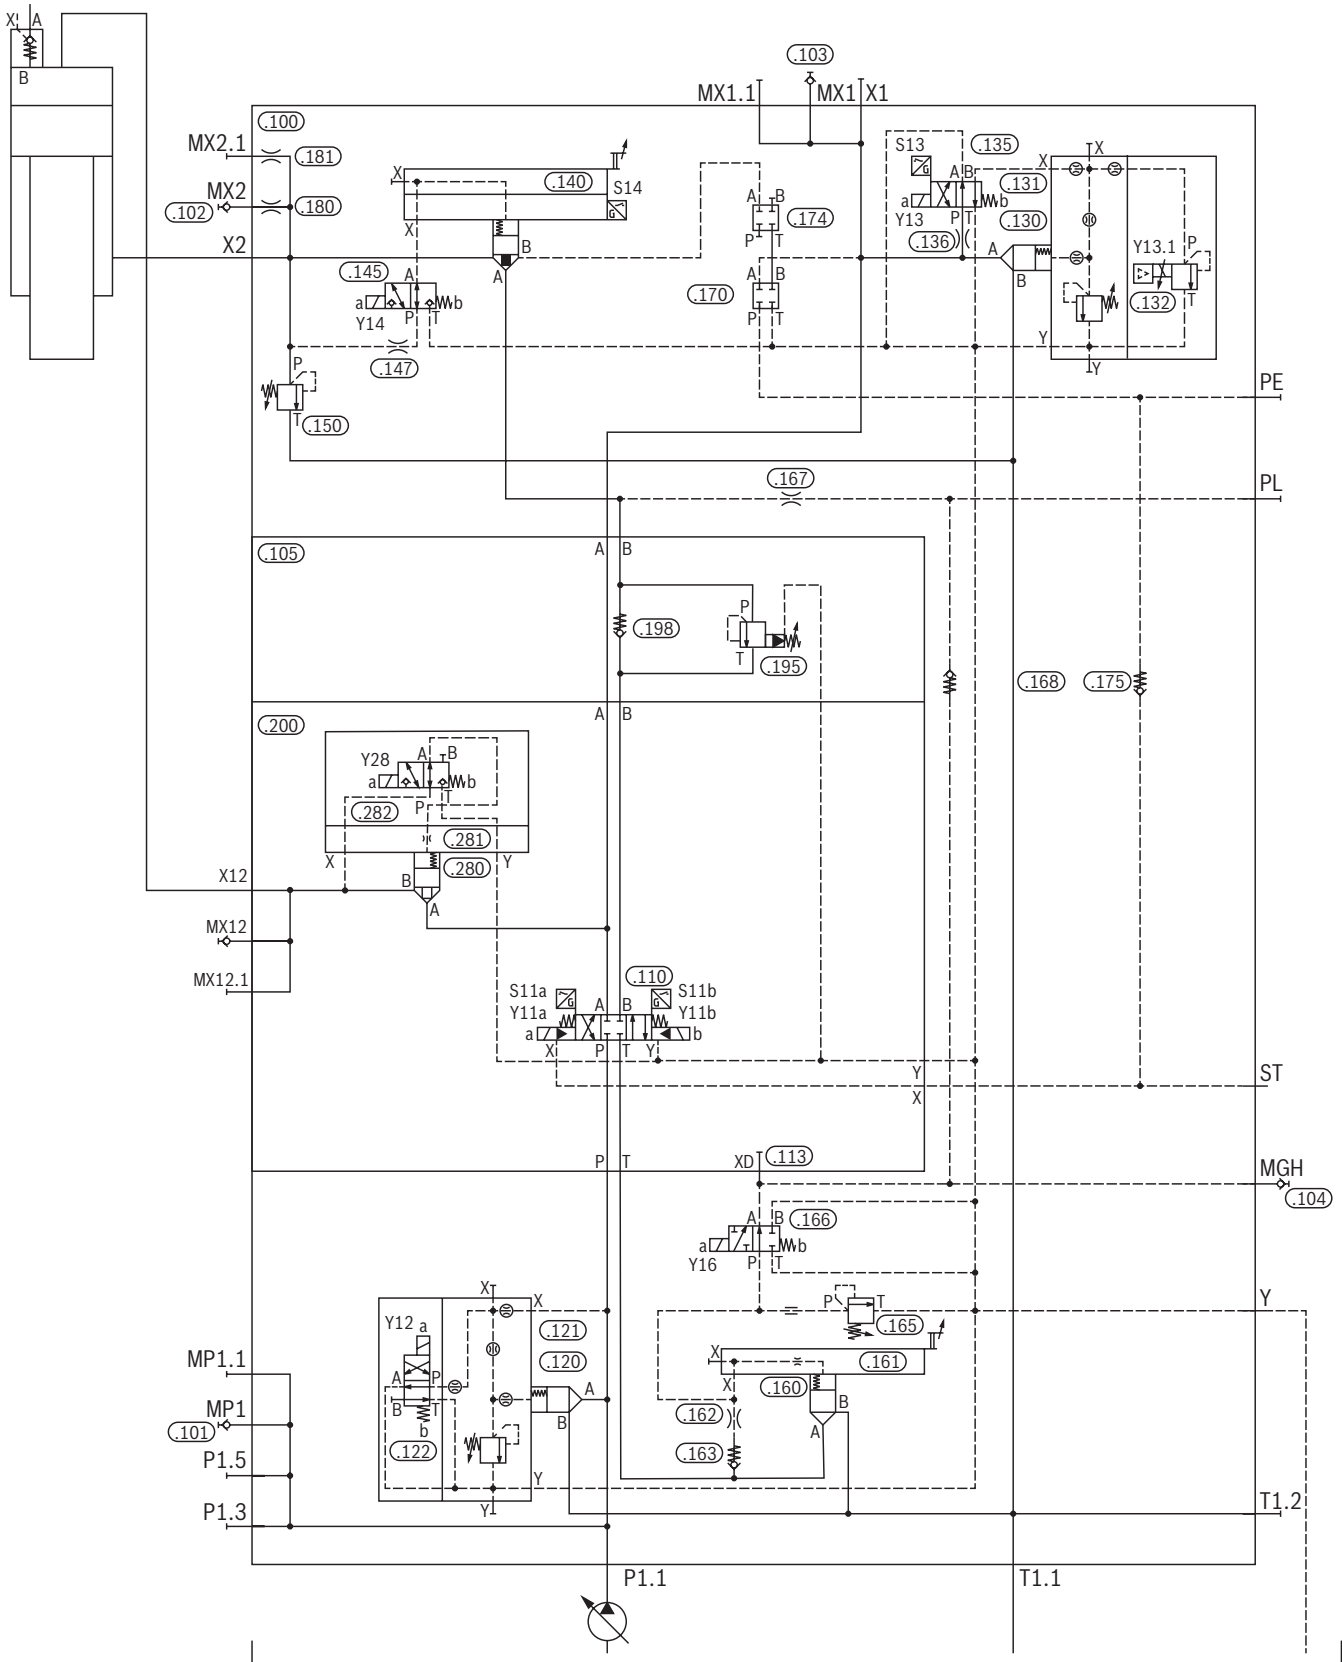 X A
B
.103
MX1.1 MX1 X1
.100
MX2.1
.181
MX2
.102
.180
X2
X
.140
S14
X
B
A
.145
A
a b
Y14 P T
.147
P
T
.150
A B
.174
P
A B
.170
P T
S13
.135
A B
a b
Y13 P T
.136
X
.131
.130
A
B
X
Y13.1 P
.132
T
Y
Y
PE
.167
PL
.105
A B
.198
P
T
.195
.168
.175
.200
A B
Y28 A B
a b
P T
.282
.281
X Y
.280
B
A
X12
MX12
MX12.1
.110
S11a A B S11b
Y11a Y11b
a b
X P T Y
Y
ST
X
P T XD .113
MGH
.104
A B .166
a b
Y16 P T
P T
.165
Y
X
.161
.160
X
B
.162
A
.163
X X
Y12 a
.121
.120
A P
A
B T
B
b
.122
Y
Y
MP1.1
MP1
.101
P1.5
P1.3
T1.2
P1.1
T1.1